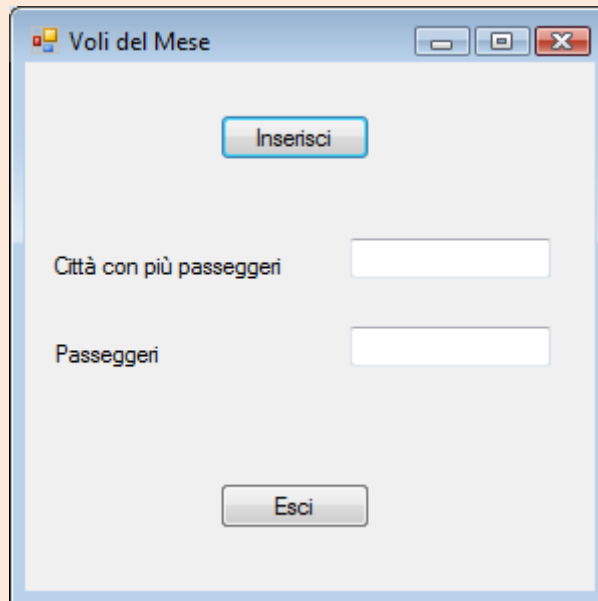 Voli del Mese
Inserisci
Città con più passeggeri
Passeggeri
Esci